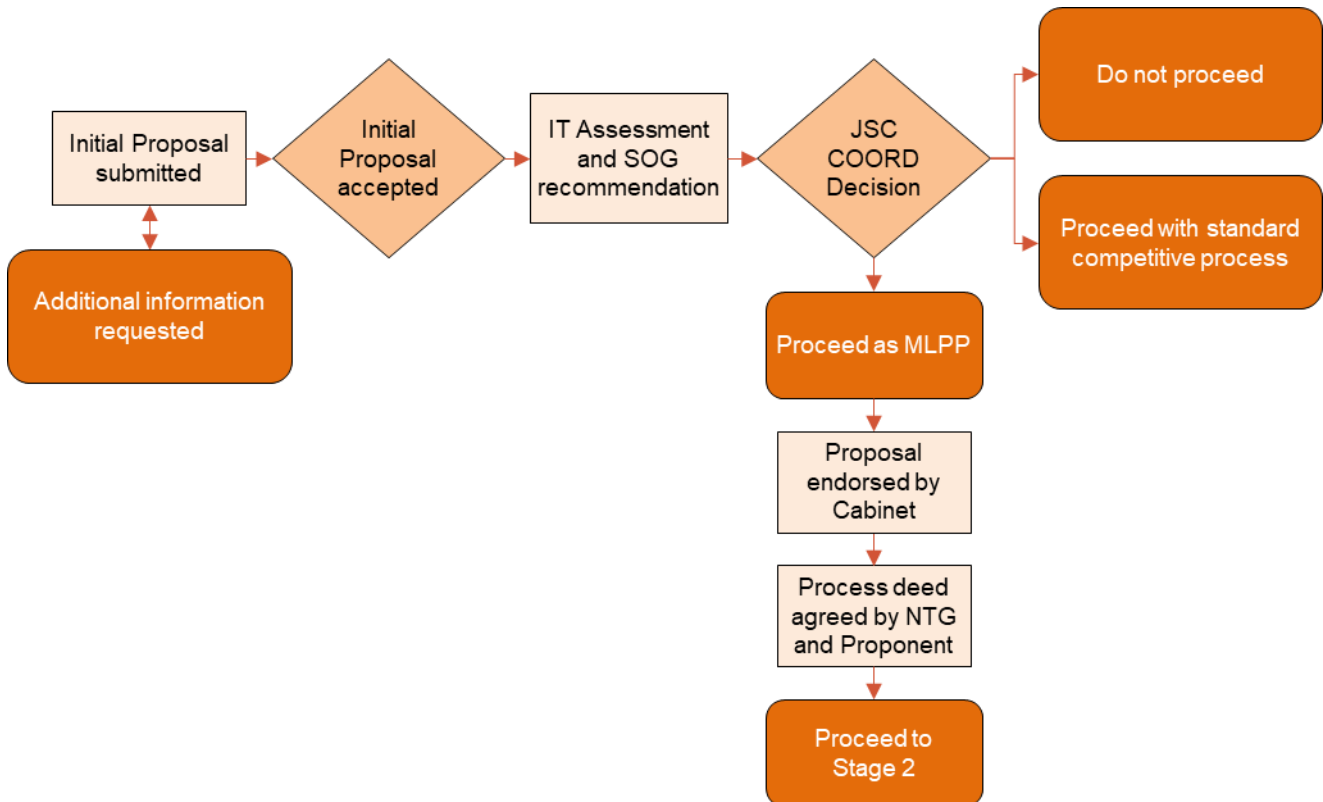 Initial Proposal
submitted
Additional information
requested
Initial
Proposal
accepted
IT Assessment
and SOG
recommendation
JSC
COORD
Decision
Do not proceed
Proceed with standard
competitive process
Proceed as MLPP
Proposal
endorsed by
Cabinet
Process deed
agreed by NTG
and Proponent
Proceed to
Stage 2